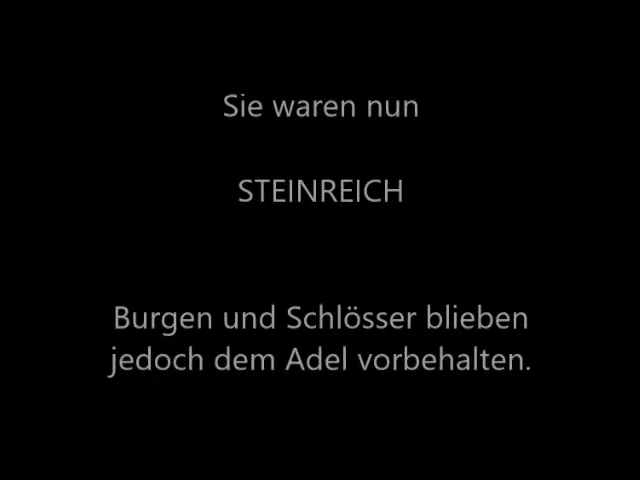 Sie waren nun
STEINREICH
Burgen und Schlösser blieben
jedoch dem Adel vorbehalten.